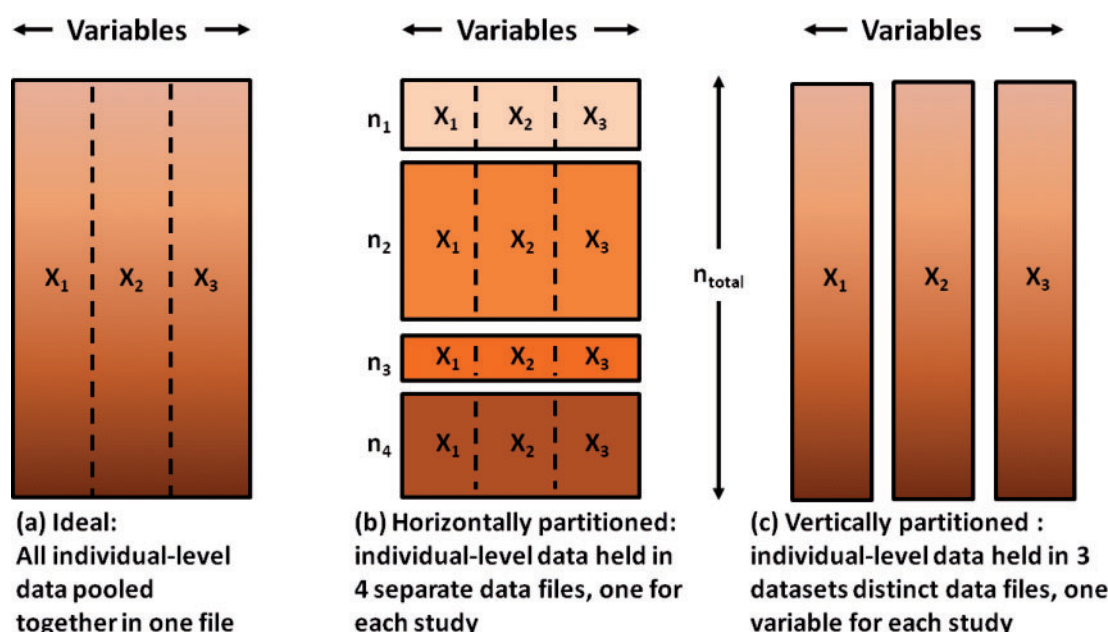 Variables
X1 X2 X3
(a) Ideal:
All individual-level
data pooled
together in one file
Variables
n1 X1 X2 X3
n2 X1 X2 X3
n3 X1 X2 X3
n4 X1 X2 X3
(b) Horizontally partitioned:
individual-level data held in
4 separate data files, one for
each study
ntotal
Variables
X1 X2 X3
(c) Vertically partitioned :
individual-level data held in 3
datasets distinct data files, one
variable for each study